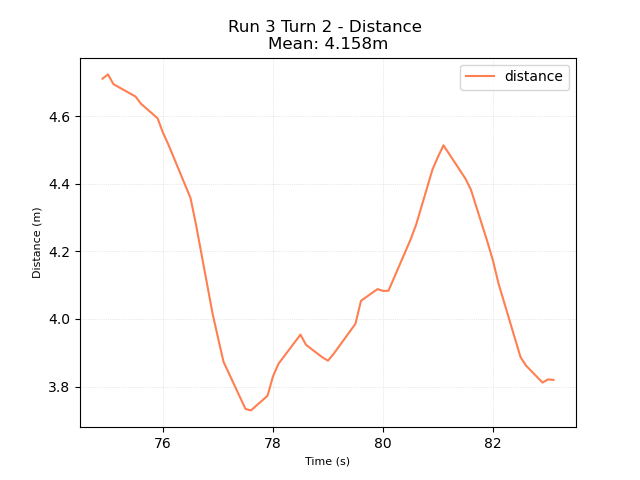 Run 3 Turn 2 - Distance
Mean: 4.158m
distance
4.6
4.4
4.2
4.0
3.8
Distance (m)
76 78 80 82
Time (s)